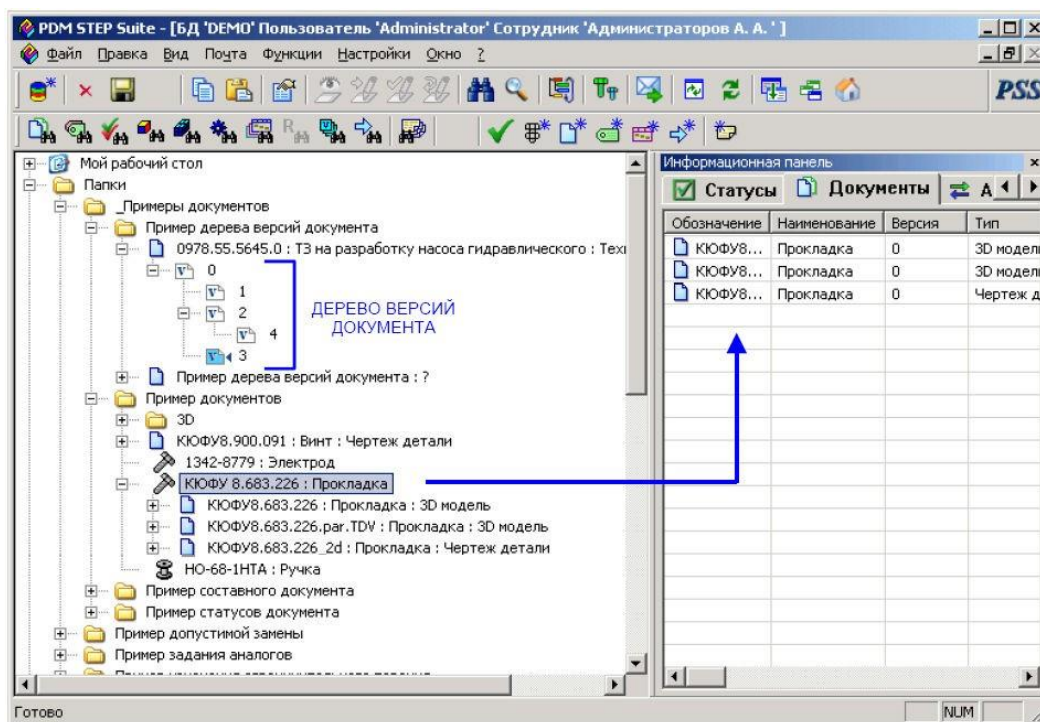 PDM STEP Suite - [БД 'DEMO' Пользователь 'Administrator' Сотрудник 'Администраторов А. А. ' ]
Файл Правка Вид Почта Функции Настройки Окно ?
PSS
Мой рабочий стол
Папки
_Примеры документов
Пример дерева версий документа
0978.55.5645.0 : ТЗ на разработку насоса гидравлического : Техн
0
1
2
4
3
ДЕРЕВО ВЕРСИЙ
ДОКУМЕНТА
Пример дерева версий документа : ?
Пример документов
3D
КЮФУ8.900.091 : Винт : Чертеж детали
1342-8779 : Электрод
КЮФУ 8.683.226 : Прокладка
КЮФУ8.683.226 : Прокладка : 3D модель
КЮФУ8.683.226.par.TDV : Прокладка : 3D модель
КЮФУ8.683.226_2d : Прокладка : Чертеж детали
НО-68-1НТА : Ручка
Пример составного документа
Пример статусов документа
Пример допустимой замены
Пример задания аналогов
Информационная панель
Статусы Документы А
Обозначение Наименование Версия Тип
КЮФУ8... Прокладка 0 3D модель
КЮФУ8... Прокладка 0 3D модель
КЮФУ8... Прокладка 0 Чертеж д
Готово
NUM